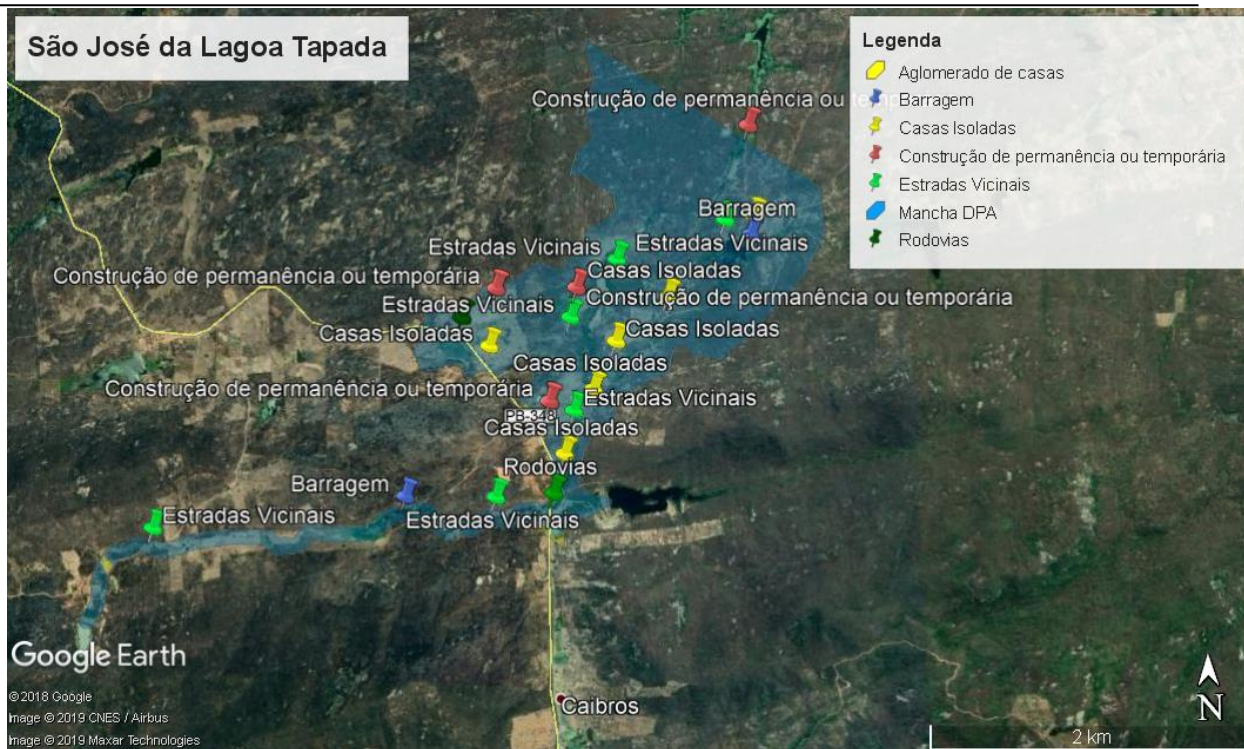 São José da Lagoa Tapada
Legenda
Aglomerado de casas
Barragem
Casas Isoladas
Construção de permanência ou temporária
Estradas Vicinais
Mancha DPA
Rodovias
Construção de permanência ou te
Barragem
Estradas Vicinais
Estradas Vicinais
Construção de permanência ou temporária
Casas Isoladas
Estradas Vicinais
Construção de permanência ou temporária
Casas Isoladas
Casas Isoladas
Casas Isoladas
Construção de permanência ou temporária
Estradas Vicinais
PB-348
Casas Isoladas
Rodovias
Barragem
Estradas Vicinais
Estradas Vicinais
Google Earth
©2018 Google
Image © 2019 CNES / Airbus
Image © 2019 Maxar Technologies
Caibros
N
2 km